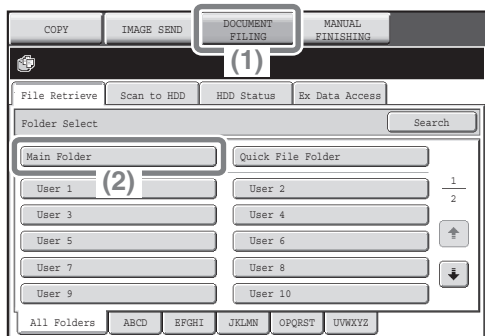 COPY IMAGE SEND DOCUMENT FILING MANUAL FINISHING
(1)
File Retrieve Scan to HDD HDD Status Ex Data Access
Folder Select Search
Main Folder Quick File Folder
(2)
User 1 User 2 1
2
User 3 User 4
User 5 User 6
User 7 User 8
User 9 User 10
All Folders ABCD EFGHI JKLMN OPQRST UVWXYZ